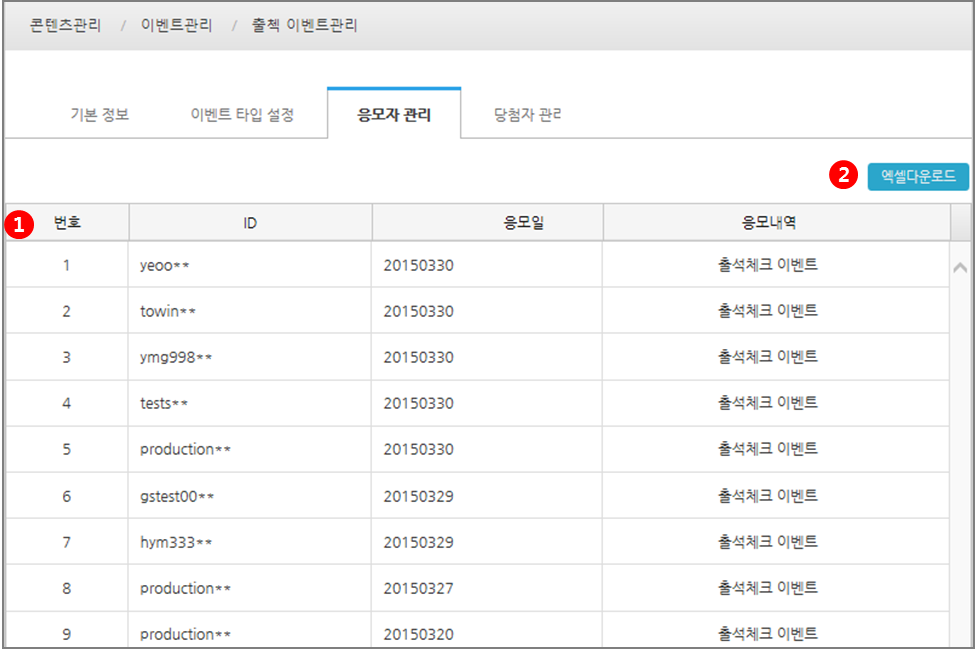 콘텐츠관리 / 이벤트관리 / 출첵 이벤트관리
기본 정보 이벤트 타입 설정 응모자 관리 당첨자 관리
2 엑셀다운로드
1 번호 ID 응모일 응모내역
1 yeoo** 20150330 출석체크 이벤트
2 towin** 20150330 출석체크 이벤트
3 ymg998** 20150330 출석체크 이벤트
4 tests** 20150330 출석체크 이벤트
5 production** 20150330 출석체크 이벤트
6 gstest00** 20150329 출석체크 이벤트
7 hym333** 20150329 출석체크 이벤트
8 production** 20150327 출석체크 이벤트
9 production** 20150320 출석체크 이벤트